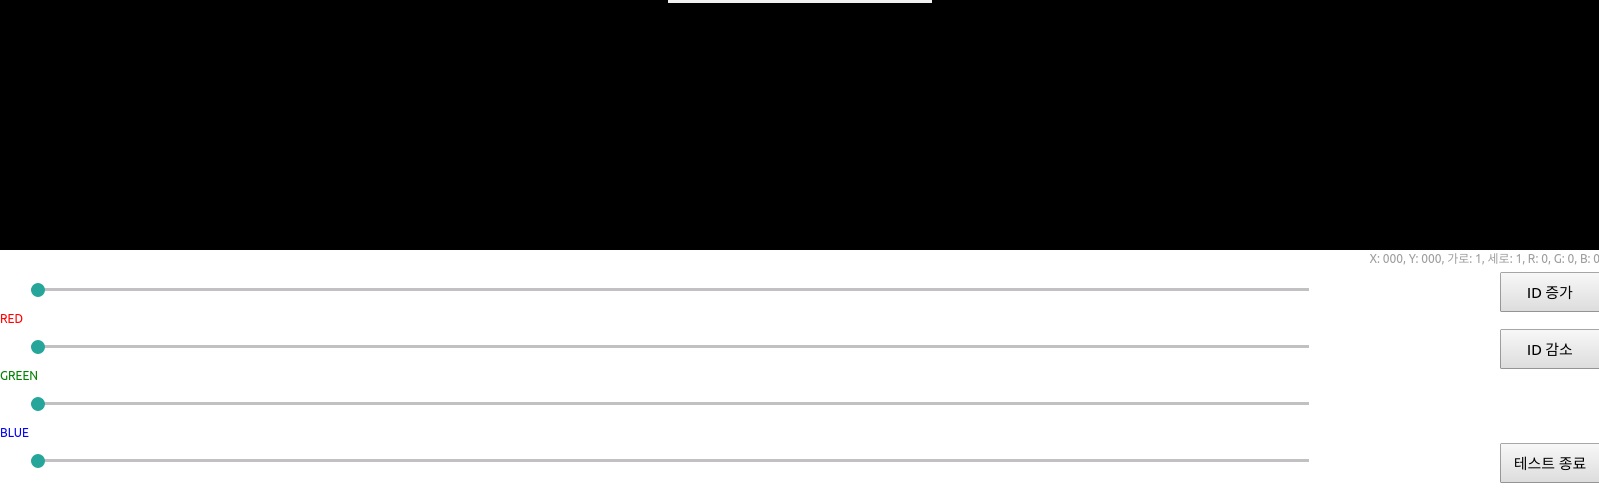 X: 000, Y: 000, 가로: 1, 세로: 1, R: 0, G: 0, B: 0
ID 증가
RED
ID 감소
GREEN
BLUE
테스트 종료